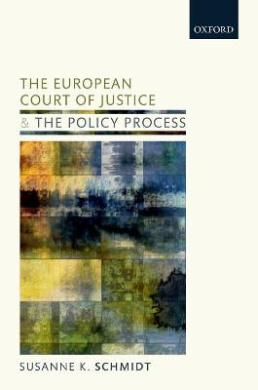 OXFORD
THE EUROPEAN
COURT OF JUSTICE
& THE POLICY PROCESS
SUSANNE K. SCHMIDT